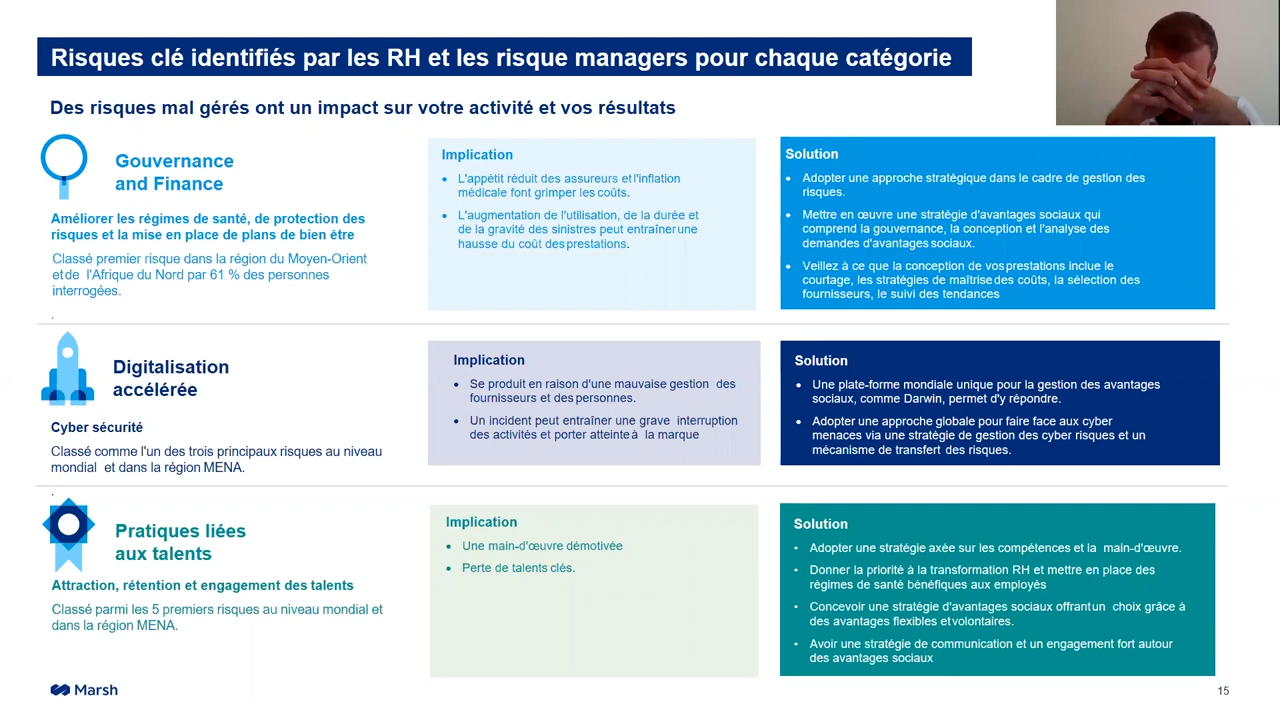 Risques clé identifiés par les RH et les risque managers pour chaque catégorie
Des risques mal gérés ont un impact sur votre activité et vos résultats
Gouvernance
and Finance
Améliorer les régimes de santé, de protection des
risques et la mise en place de plans de bien être
Classé premier risque dans la région du Moyen-Orient
et de l'Afrique du Nord par 61 % des personnes
interrogées.
.
Implication
• L'appétit réduit des assureurs et l'inflation
médicale font grimper les coûts.
• L'augmentation de l'utilisation, de la durée et
de la gravité des sinistres peut entraîner une
hausse du coût des prestations.
Solution
• Adopter une approche stratégique dans le cadre de gestion des
risques.
• Mettre en œuvre une stratégie d'avantages sociaux qui
comprend la gouvernance, la conception et l'analyse des
demandes d'avantages sociaux.
• Veillez à ce que la conception de vos prestations inclue le
courtage, les stratégies de maîtrise des coûts, la sélection des
fournisseurs, le suivi des tendances
Digitalisation
accélérée
Cyber sécurité
Classé comme l'un des trois principaux risques au niveau
mondial et dans la région MENA.
.
Implication
• Se produit en raison d'une mauvaise gestion des
fournisseurs et des personnes.
• Un incident peut entraîner une grave interruption
des activités et porter atteinte à la marque
Solution
• Une plate-forme mondiale unique pour la gestion des avantages
sociaux, comme Darwin, permet d'y répondre.
• Adopter une approche globale pour faire face aux cyber
menaces via une stratégie de gestion des cyber risques et un
mécanisme de transfert des risques.
Pratiques liées
aux talents
Attraction, rétention et engagement des talents
Classé parmi les 5 premiers risques au niveau mondial et
dans la région MENA.
Implication
• Une main-d'œuvre démotivée
• Perte de talents clés.
Solution
• Adopter une stratégie axée sur les compétences et la main-d'œuvre.
• Donner la priorité à la transformation RH et mettre en place des
régimes de santé bénéfiques aux employés
• Concevoir une stratégie d'avantages sociaux offrant un choix grâce à
des avantages flexibles et volontaires.
• Avoir une stratégie de communication et un engagement fort autour
des avantages sociaux
Marsh
15